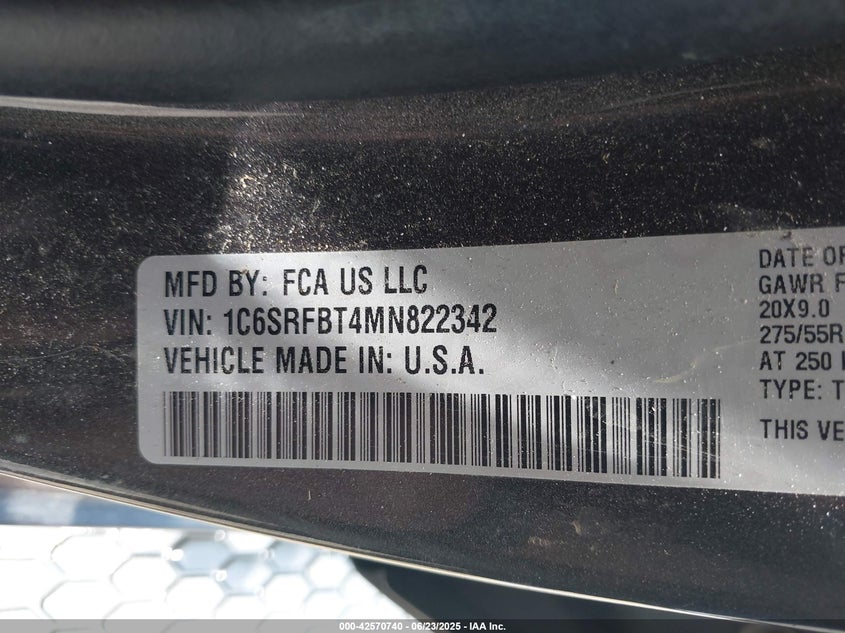 MFD BY: FCA US LLC
VIN: 1C6SRFBT4MN822342
VEHICLE MADE IN: U.S.A.
DATE OF
GAWR F
20X9.0
275/55R
AT 250
TYPE: T
THIS VE
000-42570740 - 06/23/2025 - IAA Inc.